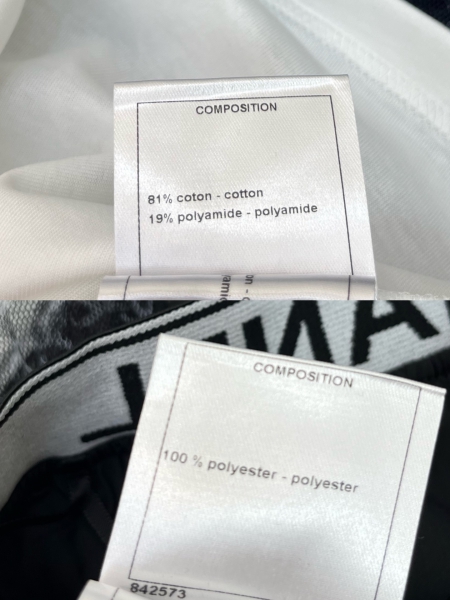 COMPOSITION
81% coton - cotton
19% polyamide - polyamide
COMPOSITION
100 % polyester - polyester
842573